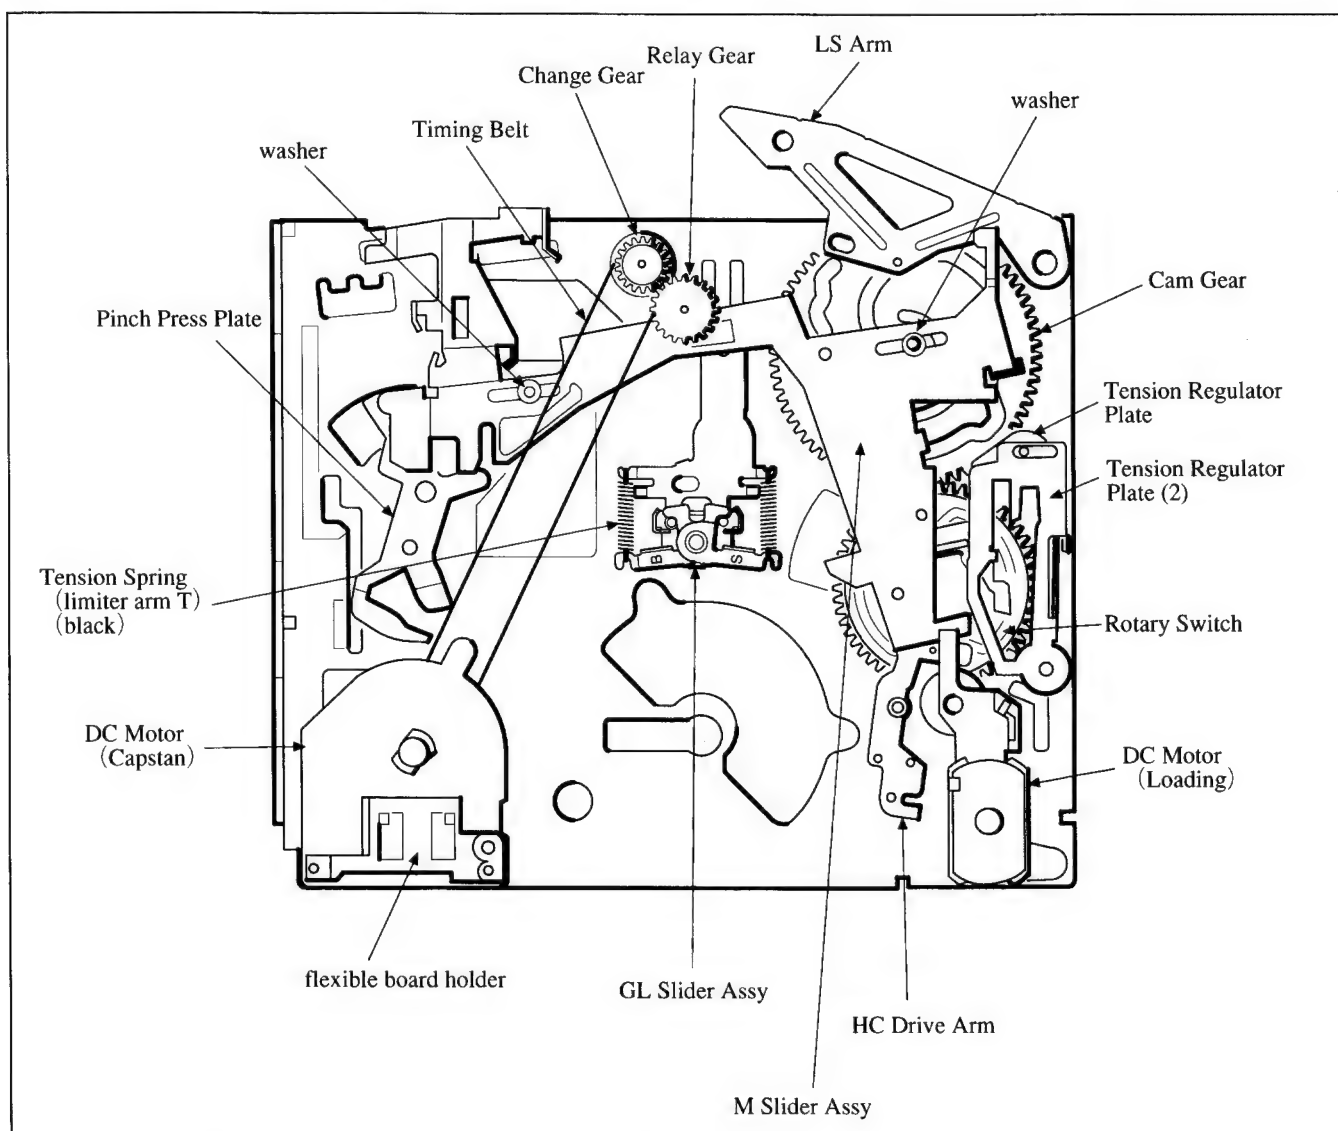 LS Arm
Relay Gear
Change Gear
washer
Timing Belt
washer
Cam Gear
Pinch Press Plate
Tension Regulator
Plate
Tension Regulator
Plate (2)
Tension Spring
(limiter arm T)
(black)
B S
Rotary Switch
DC Motor
(Capstan)
DC Motor
(Loading)
flexible board holder
GL Slider Assy
HC Drive Arm
M Slider Assy